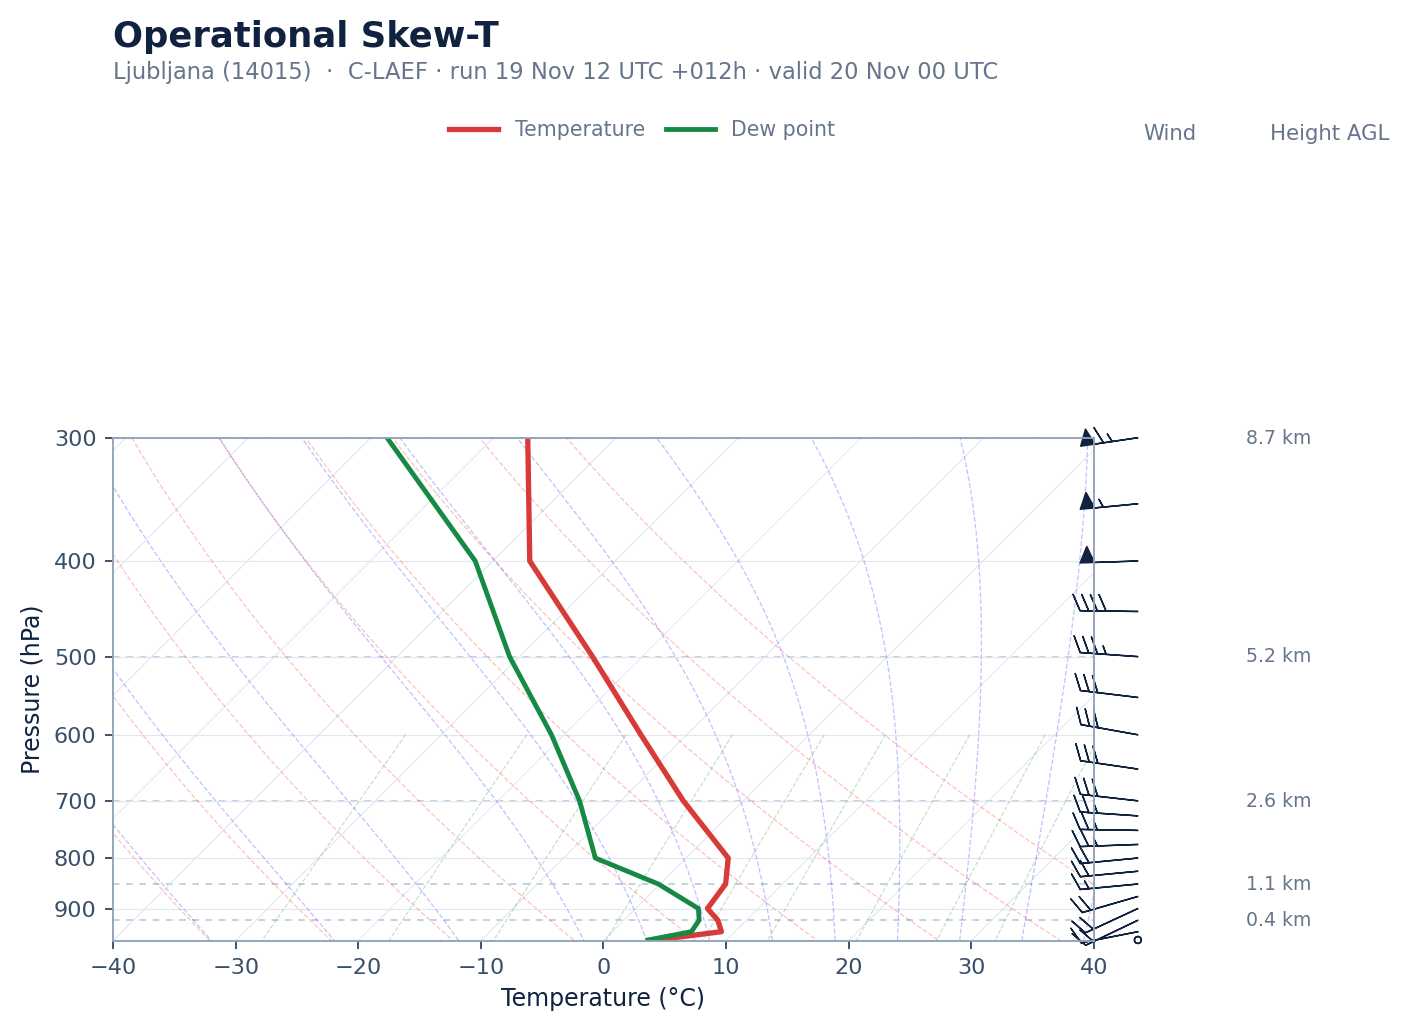 Operational Skew-T
Ljubljana (14015)  ·  C-LAEF · run 19 Nov 12 UTC +012h · valid 20 Nov 00 UTC
Temperature
Dew point
Wind
Height AGL
300
400
500
600
700
800
900
Pressure (hPa)
8.7 km
5.2 km
2.6 km
1.1 km
0.4 km
−40
−30
−20
−10
0
10
20
30
40
Temperature (°C)